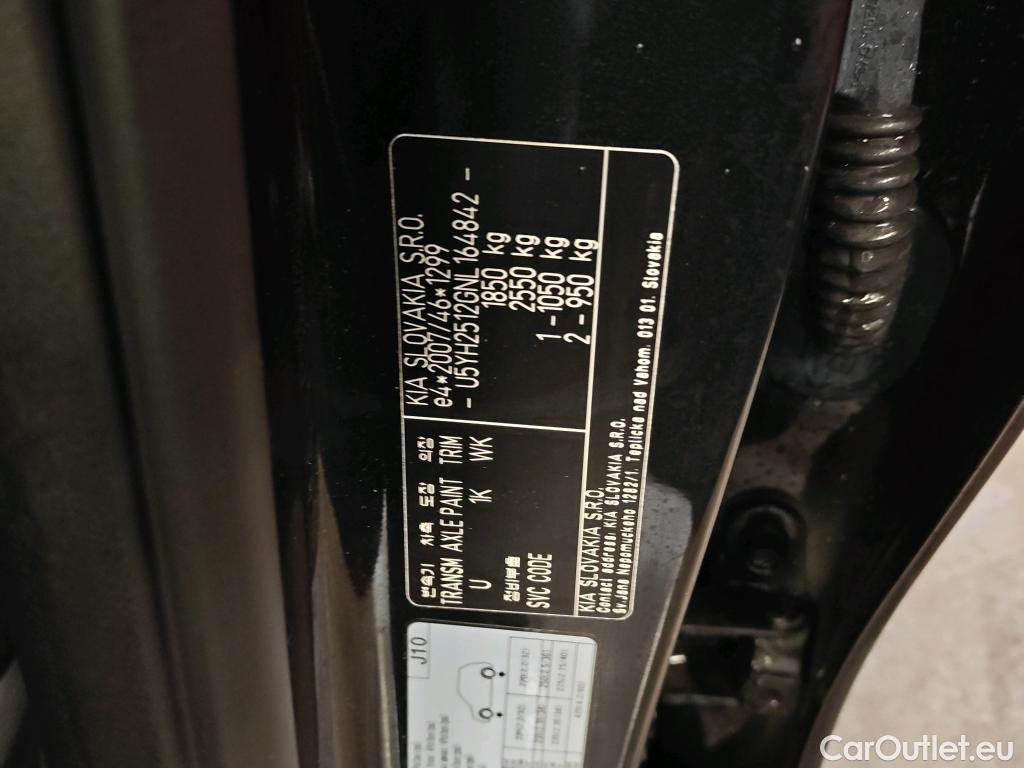 변속기 차축 도장 의장
TRANSM AXLE PAINT TRIM
U 1K WK
정비부품
SVC CODE
KIA SLOVAKIA S.R.O.
e4*2007/46*1299
- U5YH2512GNL164842 -
1850 kg
2550 kg
1 - 1050 kg
2 - 950 kg
KIA SLOVAKIA S.R.O.
Contact address: KIA SLOVAKIA S.R.O.
Sv. Jana Nepomuckeho 1282/1. Teplicka nad Vahom. 013 01. Slovakia
J10
CarOutlet.eu